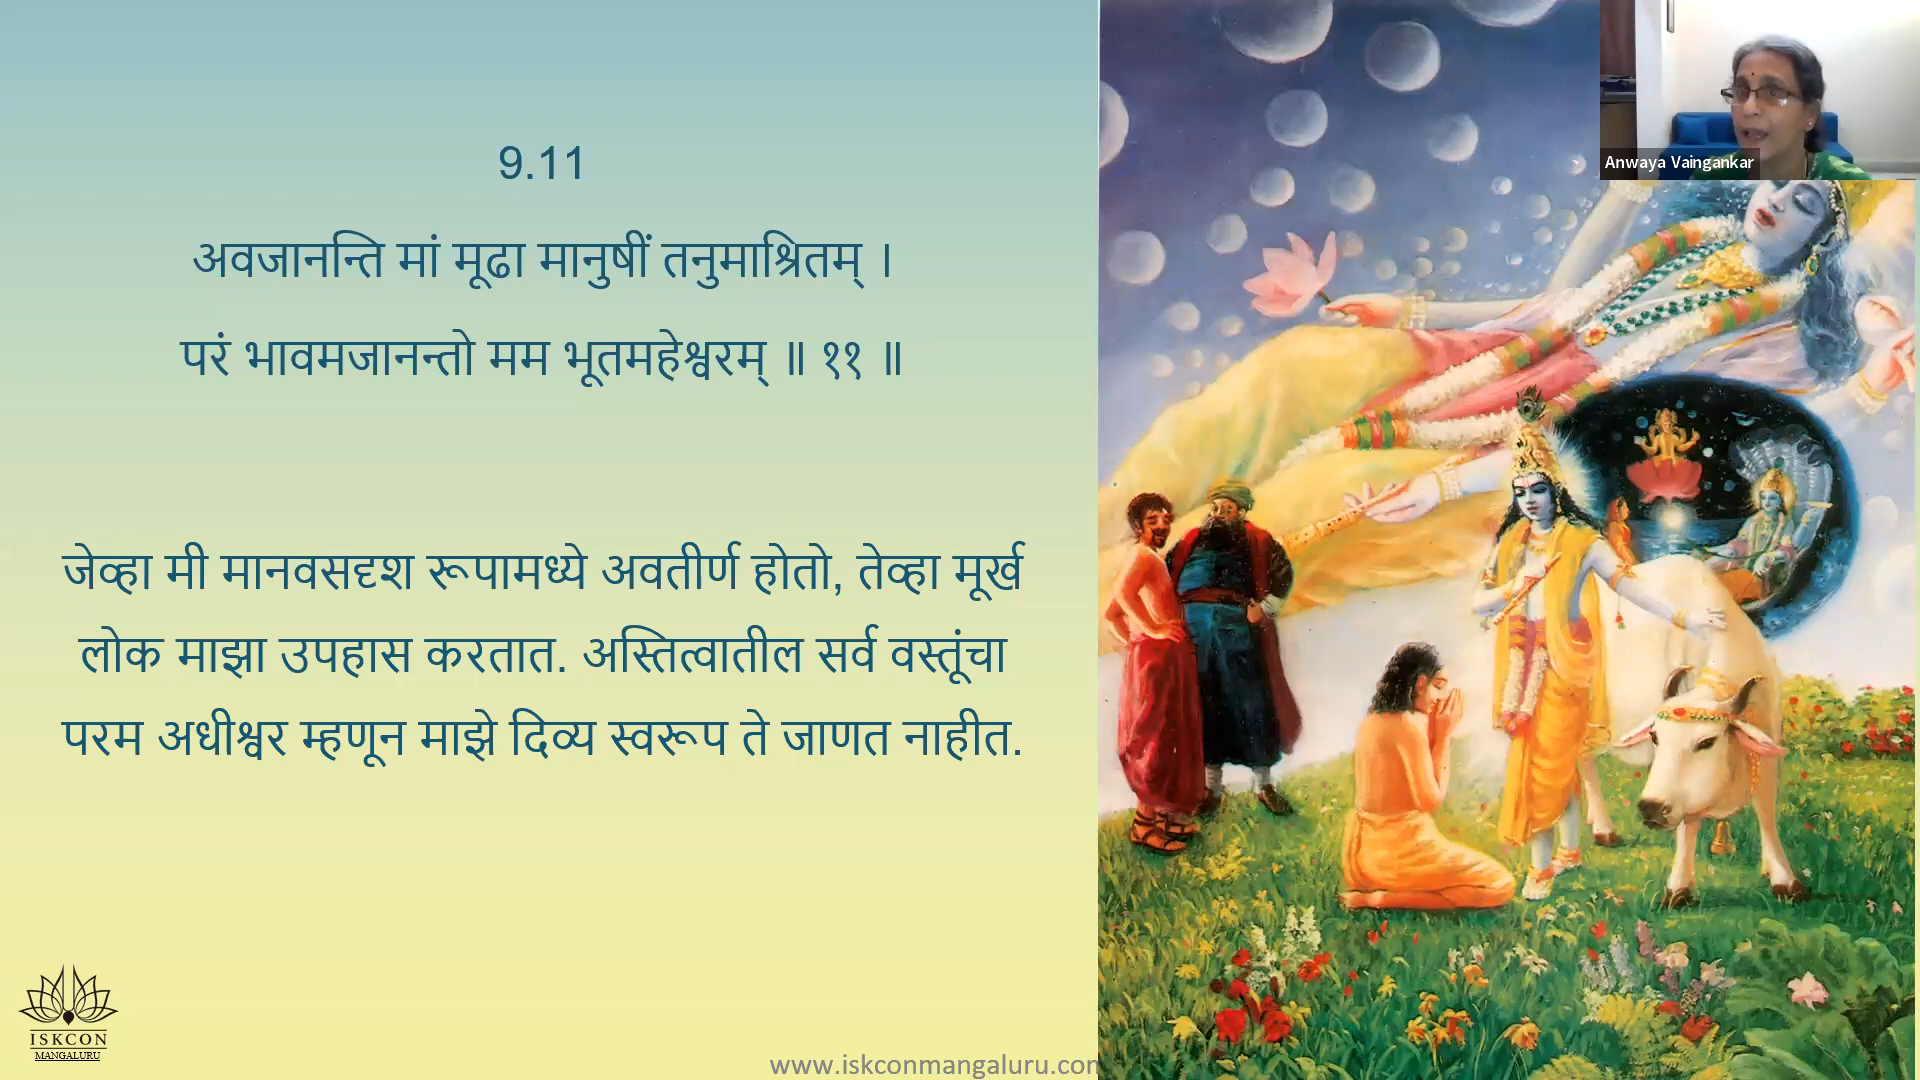 9.11
अवजानन्ति मां मूढा मानुषीं तनुमाश्रितम् ।
परं भावमजानन्तो मम भूतमहेश्वरम् ॥ ११ ॥
जेव्हा मी मानवसदृश रूपामध्ये अवतीर्ण होतो, तेव्हा मूर्ख
लोक माझा उपहास करतात. अस्तित्वातील सर्व वस्तूंचा
परम अधीश्वर म्हणून माझे दिव्य स्वरूप ते जाणत नाहीत.
Anwaya Vaingankar
ISKCON
MANGALURU
www.iskconmangaluru.com